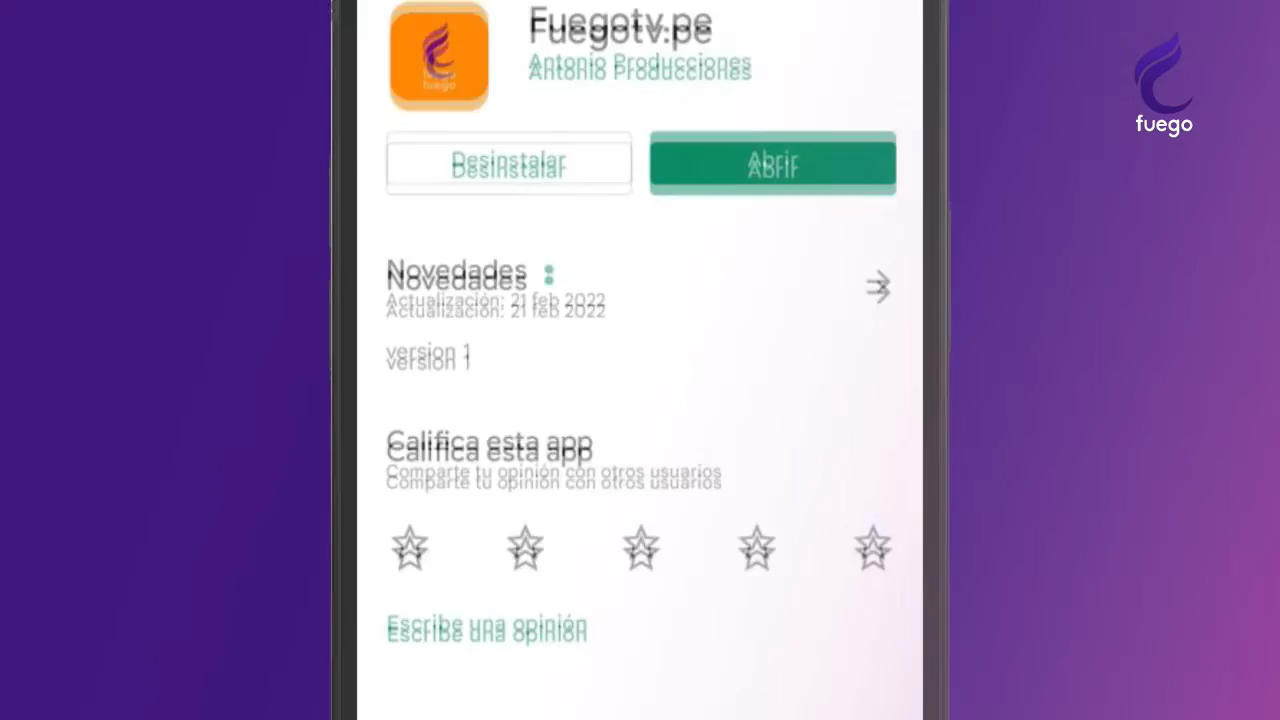 Fuegotv.pe
Antonio Producciones
fuego
fuego
Desinstalar
Abrir
Novedades
Actualización: 21 feb 2022
version 1
Califica esta app
Comparte tu opinión con otros usuarios
Escribe una opinión